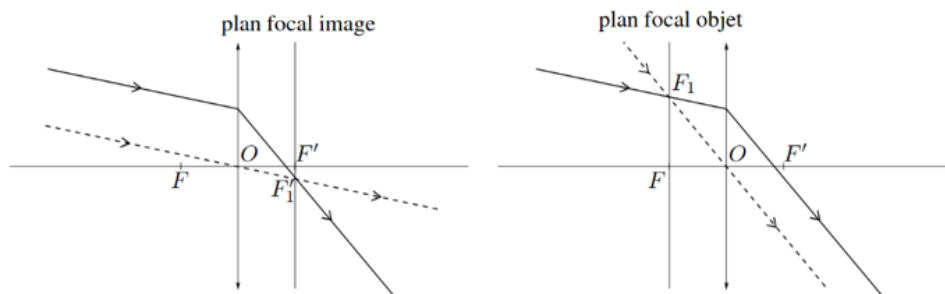 plan focal image
F O F' F'₁
plan focal objet
F₁ F O F'